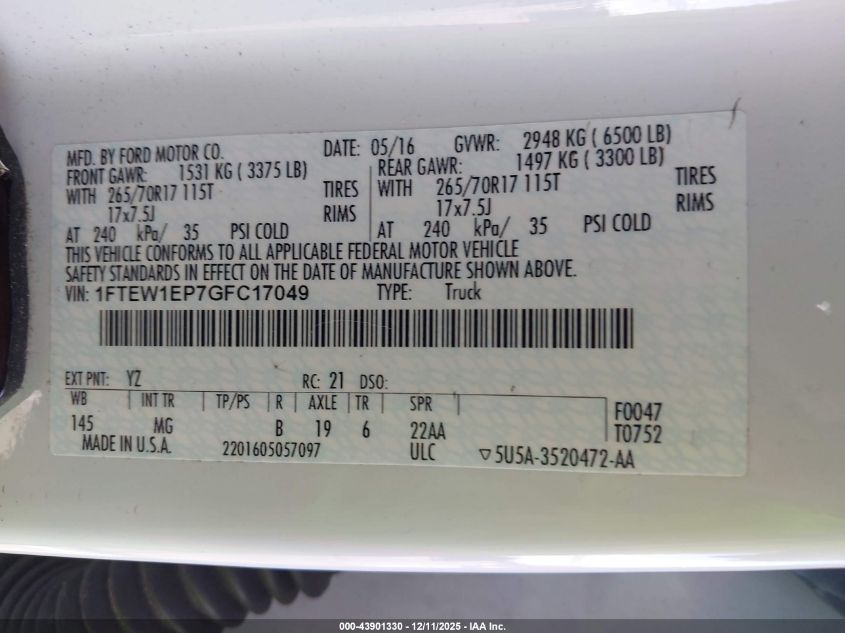 MFD. BY FORD MOTOR CO. DATE: 05/16 GVWR: 2948 KG ( 6500 LB)
FRONT GAWR: 1531 KG ( 3375 LB) REAR GAWR: 1497 KG ( 3300 LB)
WITH 265/70R17 115T TIRES WITH 265/70R17 115T TIRES
17x7.5J RIMS 17x7.5J RIMS
AT 240 kPa/ 35 PSI COLD AT 240 kPa/ 35 PSI COLD
THIS VEHICLE CONFORMS TO ALL APPLICABLE FEDERAL MOTOR VEHICLE
SAFETY STANDARDS IN EFFECT ON THE DATE OF MANUFACTURE SHOWN ABOVE.
VIN: 1FTEW1EP7GFC17049 TYPE: Truck
EXT PNT: YZ RC: 21 DSO:
WB INT TR TP/PS R AXLE TR SPR F0047
145 MG B 19 6 22AA T0752
MADE IN U.S.A. 2201605057097 ULC ▽5U5A-3520472-AA
000-43901330 - 12/11/2025 - IAA Inc.